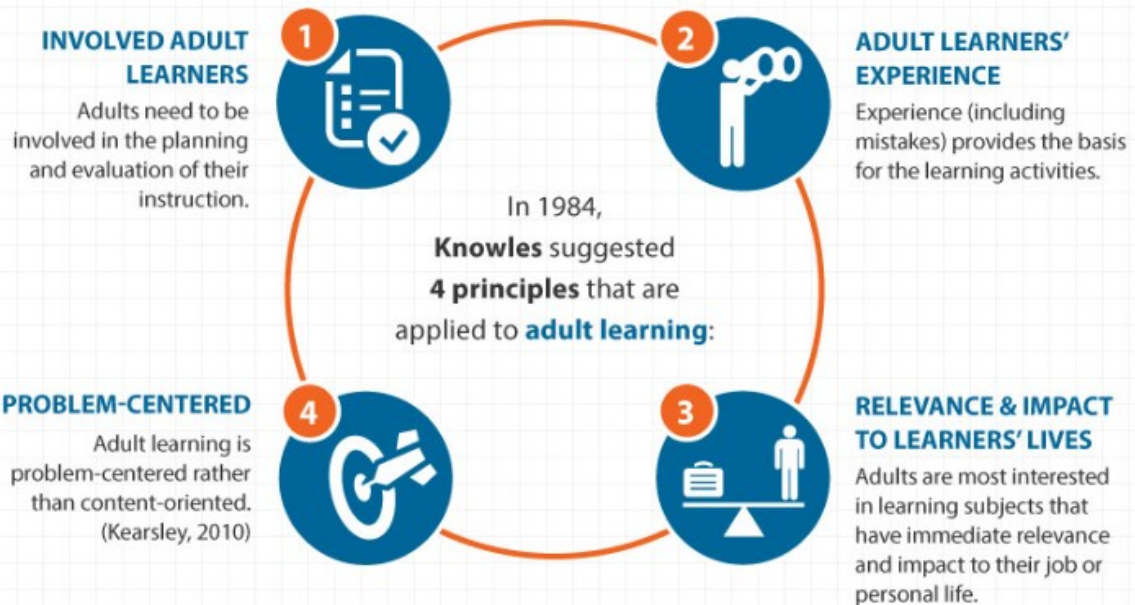 1
INVOLVED ADULT
LEARNERS
Adults need to be
involved in the planning
and evaluation of their
instruction.
2
ADULT LEARNERS’
EXPERIENCE
Experience (including
mistakes) provides the basis
for the learning activities.
In 1984,
Knowles suggested
4 principles that are
applied to adult learning:
3
RELEVANCE & IMPACT
TO LEARNERS’ LIVES
Adults are most interested
in learning subjects that
have immediate relevance
and impact to their job or
personal life.
4
PROBLEM-CENTERED
Adult learning is
problem-centered rather
than content-oriented.
(Kearsley, 2010)